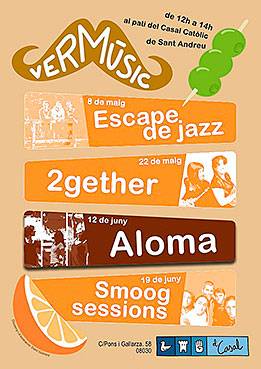 VERMÚSIC
de 12h a 14h
al pati del Casal Catòlic
de Sant Andreu
8 de maig
Escape
de jazz
22 de maig
2gether
12 de juny
Aloma
19 de juny
Smoog
sessions
C/Pons i Gallarza, 58
08030
el Casal